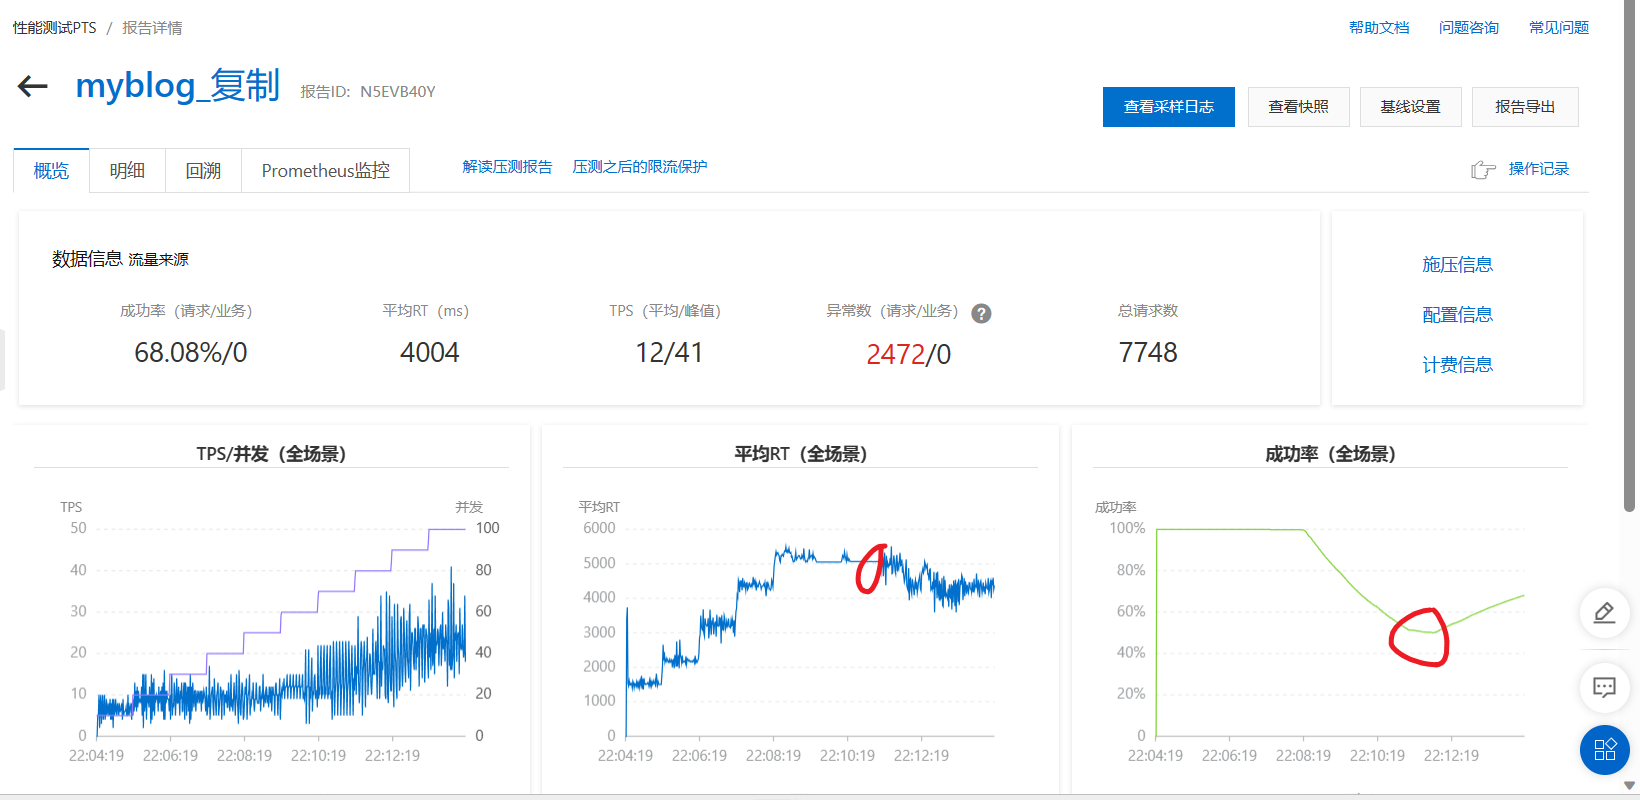 性能测试PTS / 报告详情
帮助文档 问题咨询 常见问题
myblog_复制 报告ID: N5EVB40Y
查看采样日志 查看快照 基线设置 报告导出
概览 明细 回溯 Prometheus监控 解读压测报告 压测之后的限流保护 操作记录
数据信息 流量来源
成功率（请求/业务） 平均RT（ms） TPS（平均/峰值） 异常数（请求/业务） ? 总请求数
68.08%/0 4004 12/41 2472/0 7748
施压信息
配置信息
计费信息
TPS/并发（全场景）
TPS 并发
50 100
40 80
30 60
20 40
10 20
0 0
22:04:19 22:06:19 22:08:19 22:10:19 22:12:19
平均RT（全场景）
平均RT
6000
5000
4000
3000
2000
1000
0
22:04:19 22:06:19 22:08:19 22:10:19 22:12:19
成功率（全场景）
成功率
100%
80%
60%
40%
20%
0
22:04:19 22:06:19 22:08:19 22:10:19 22:12:19